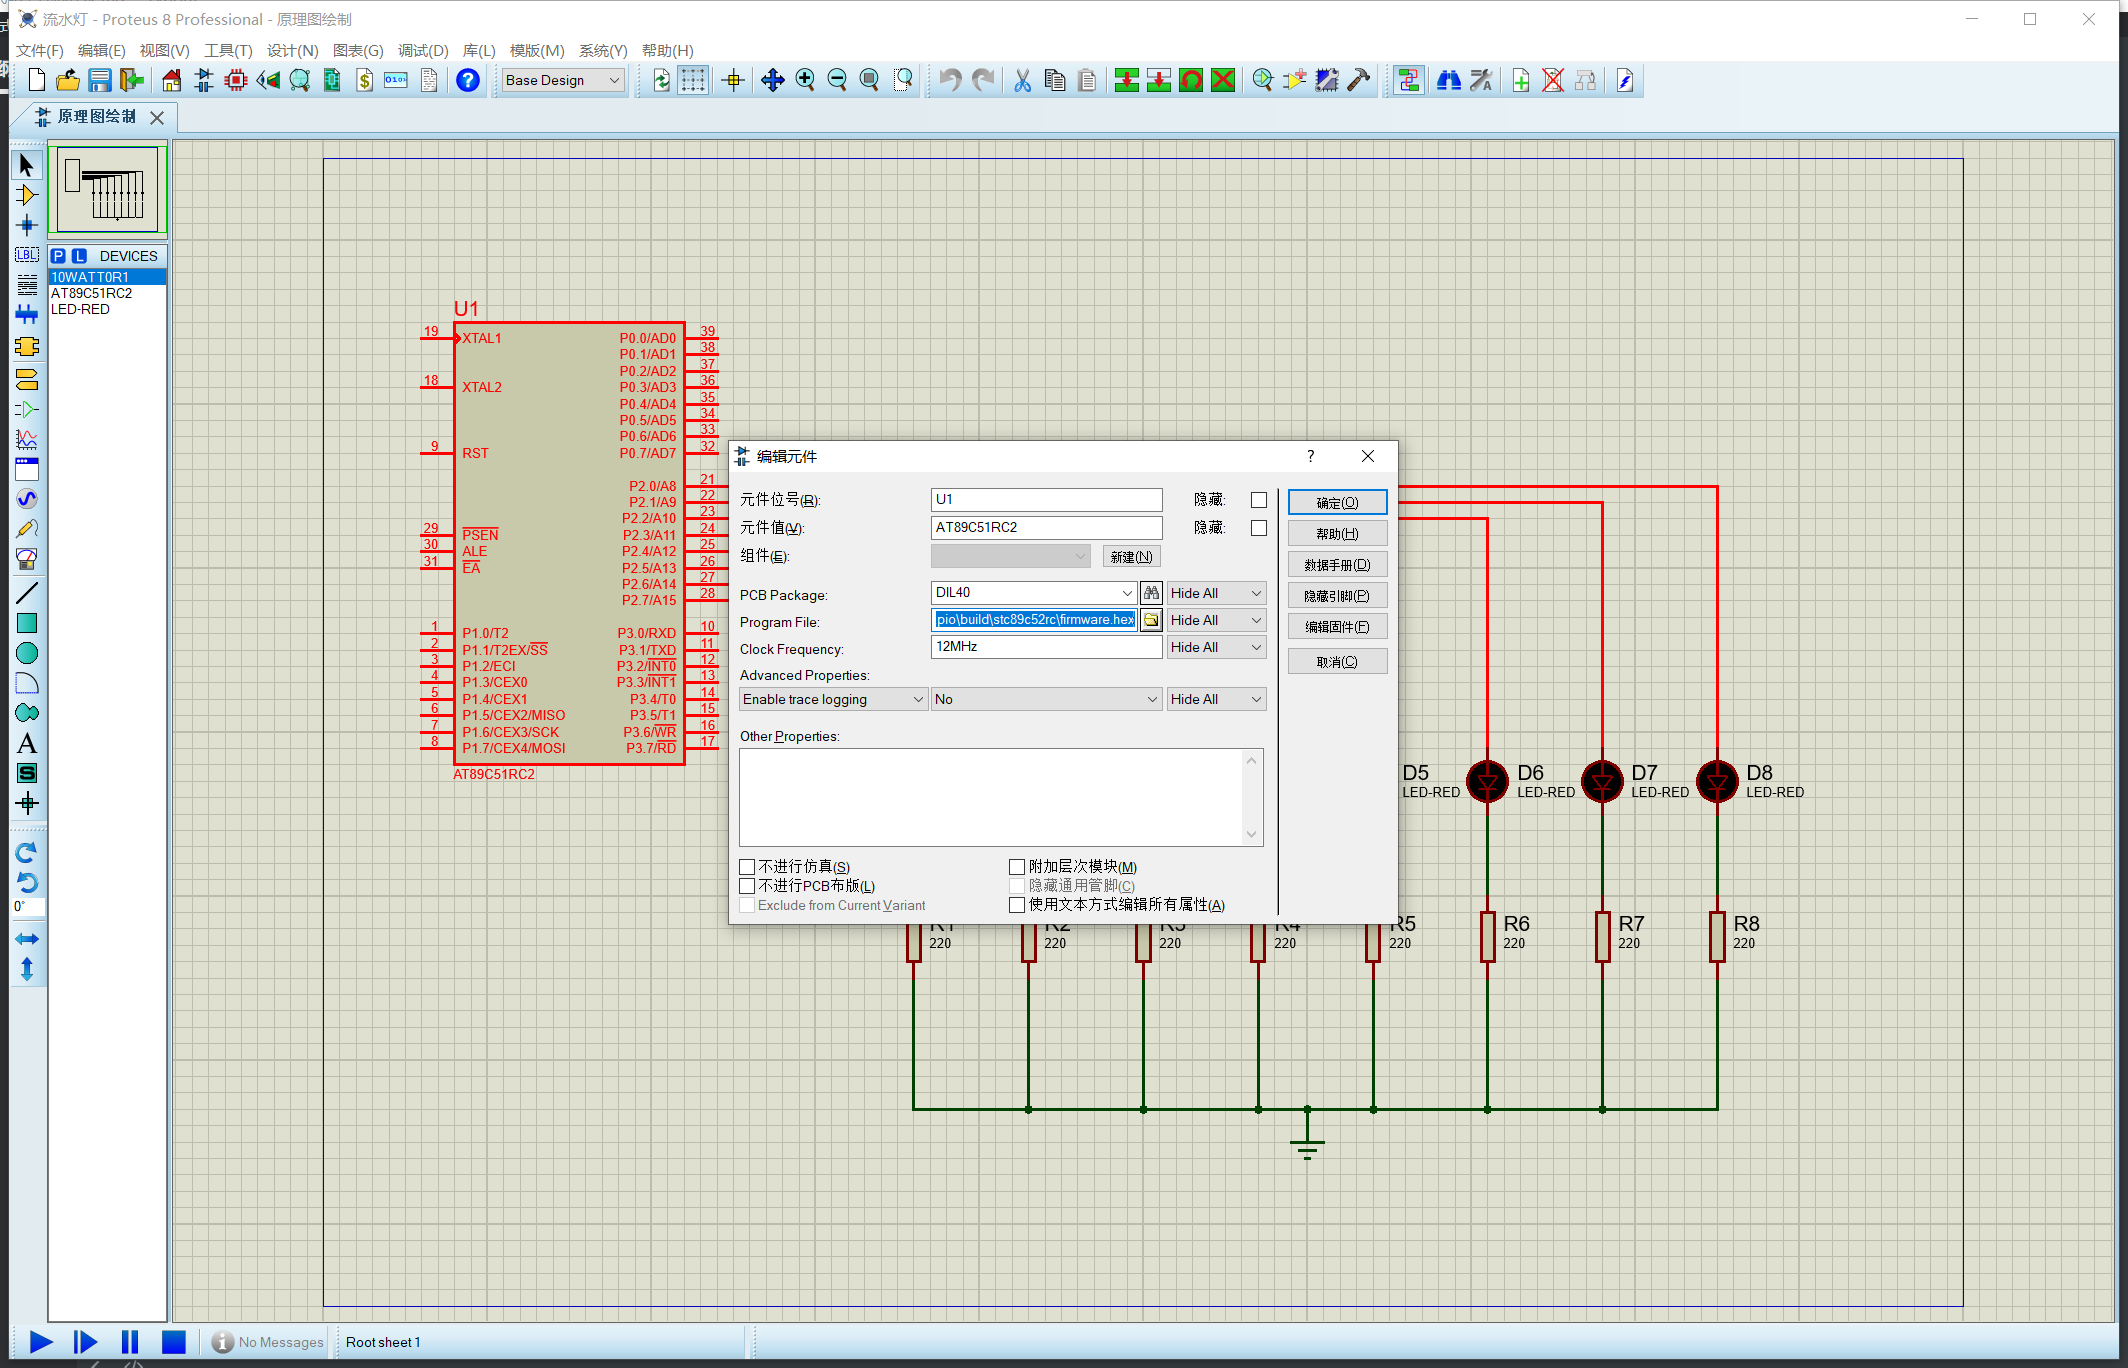 流水灯 - Proteus 8 Professional - 原理图绘制
文件(F) 编辑(E) 视图(V) 工具(T) 设计(N) 图表(G) 调试(D) 库(L) 模版(M) 系统(Y) 帮助(H)
Base Design
原理图绘制
P L DEVICES
10WATT0R1
AT89C51RC2
LED-RED
LBL
A
S
0°
U1
19 XTAL1
18 XTAL2
9 RST
29 PSEN
30 ALE
31 EA
1 P1.0/T2
2 P1.1/T2EX/SS
3 P1.2/ECI
4 P1.3/CEX0
5 P1.4/CEX1
6 P1.5/CEX2/MISO
7 P1.6/CEX3/SCK
8 P1.7/CEX4/MOSI
P0.0/AD0 39
P0.1/AD1 38
P0.2/AD2 37
P0.3/AD3 36
P0.4/AD4 35
P0.5/AD5 34
P0.6/AD6 33
P0.7/AD7 32
P2.0/A8 21
P2.1/A9 22
P2.2/A10 23
P2.3/A11 24
P2.4/A12 25
P2.5/A13 26
P2.6/A14 27
P2.7/A15 28
P3.0/RXD 10
P3.1/TXD 11
P3.2/INT0 12
P3.3/INT1 13
P3.4/T0 14
P3.5/T1 15
P3.6/WR 16
P3.7/RD 17
AT89C51RC2
编辑元件 ?
元件位号(R): U1 隐藏:
元件值(V): AT89C51RC2 隐藏:
组件(E): 新建(N)
PCB Package: DIL40 Hide All
Program File: pio\build\stc89c52rc\firmware.hex Hide All
Clock Frequency: 12MHz Hide All
Advanced Properties:
Enable trace logging No Hide All
Other Properties:
不进行仿真(S) 附加层次模块(M)
不进行PCB布版(L) 隐藏通用管脚(C)
Exclude from Current Variant 使用文本方式编辑所有属性(A)
确定(O)
帮助(H)
数据手册(D)
隐藏引脚(P)
编辑固件(F)
取消(C)
D5 D6 D7 D8
LED-RED LED-RED LED-RED LED-RED
R1 R2 R3 R4 R5 R6 R7 R8
220 220 220 220 220 220 220 220
No Messages Root sheet 1